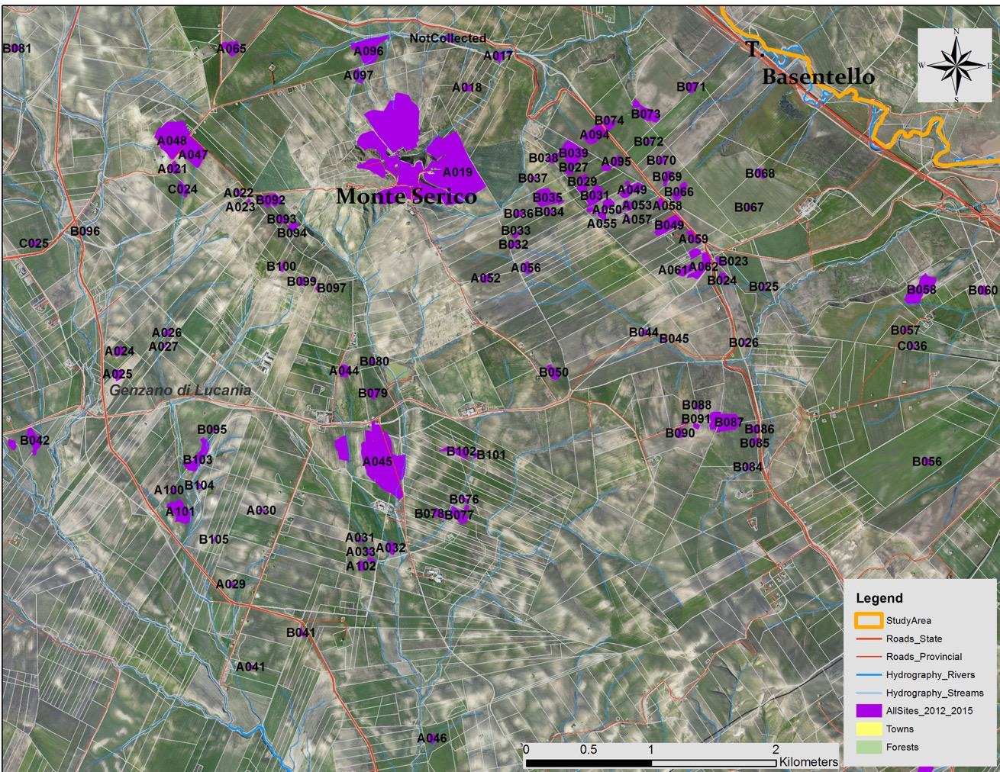 NotCollected
B081
A065
A096
A017
T.
N
W
E
S
A097
Basentello
A018
B071
B073
B074
A094
B072
A048
A047
B038
B039
A095
B070
A021
A019
B027
B068
B037
B029
B069
C024
A022
Monte Serico
B031
A049
B066
A023
B092
B035
A050
A053
A058
B067
B036
B034
B093
A055
A057
B049
B096
B094
B033
A059
C025
B032
B100
A056
A061
A062
B023
B099
B097
A052
B024
B025
B058
B060
A026
B044
B045
B057
A027
B026
C036
A024
B080
A025
A044
B050
Genzano di Lucania
B079
B088
B091
B087
B095
B090
B086
B042
B085
B103
A045
B102
B101
B056
B084
A100
B104
B076
A101
A030
B078
B077
B105
A031
A033
A032
A102
A029
B041
A041
A046
Legend
StudyArea
Roads_State
Roads_Provincial
Hydrography_Rivers
Hydrography_Streams
AllSites_2012_2015
Towns
Forests
0
0.5
1
2
Kilometers